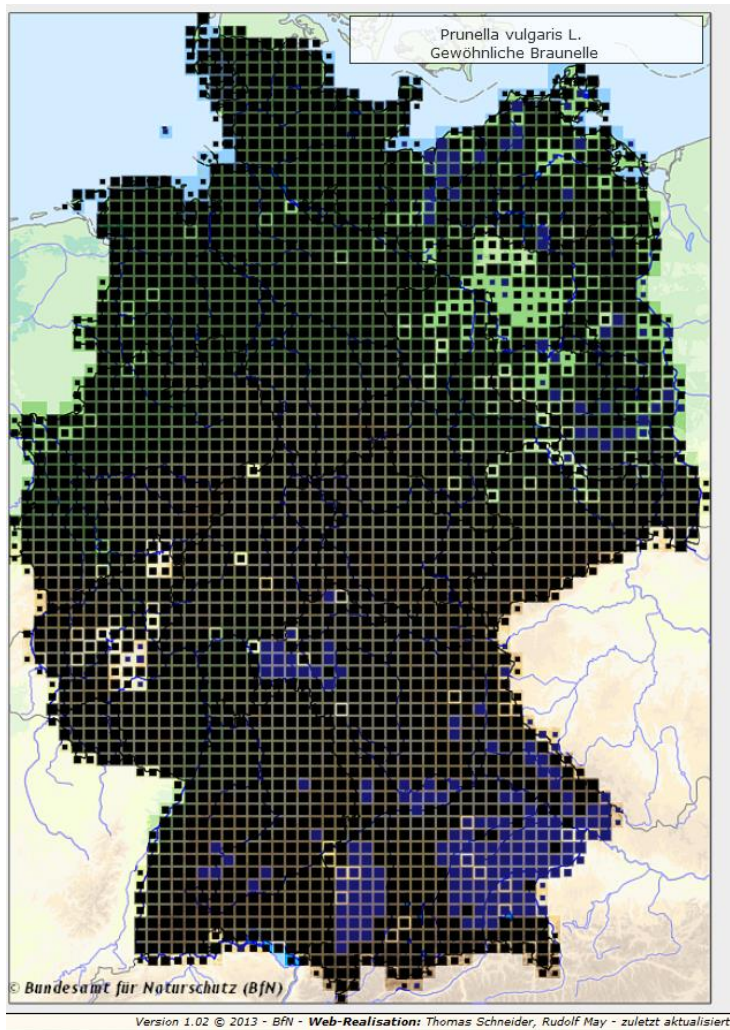 Prunella vulgaris L.
Gewöhnliche Braunelle
© Bundesamt für Naturschutz (BfN)
Version 1.02 © 2013 - BfN - Web-Realisation: Thomas Schneider, Rudolf May - zuletzt aktualisiert